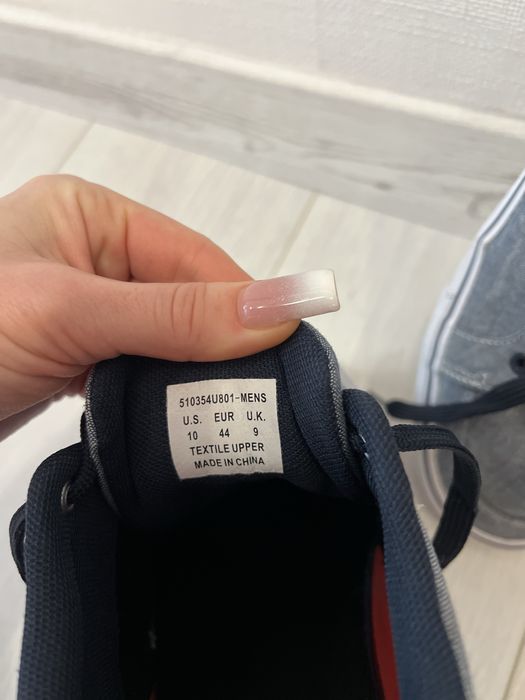 510354U801-MENS
U.S. EUR U.K.
10 44 9
TEXTILE UPPER
MADE IN CHINA